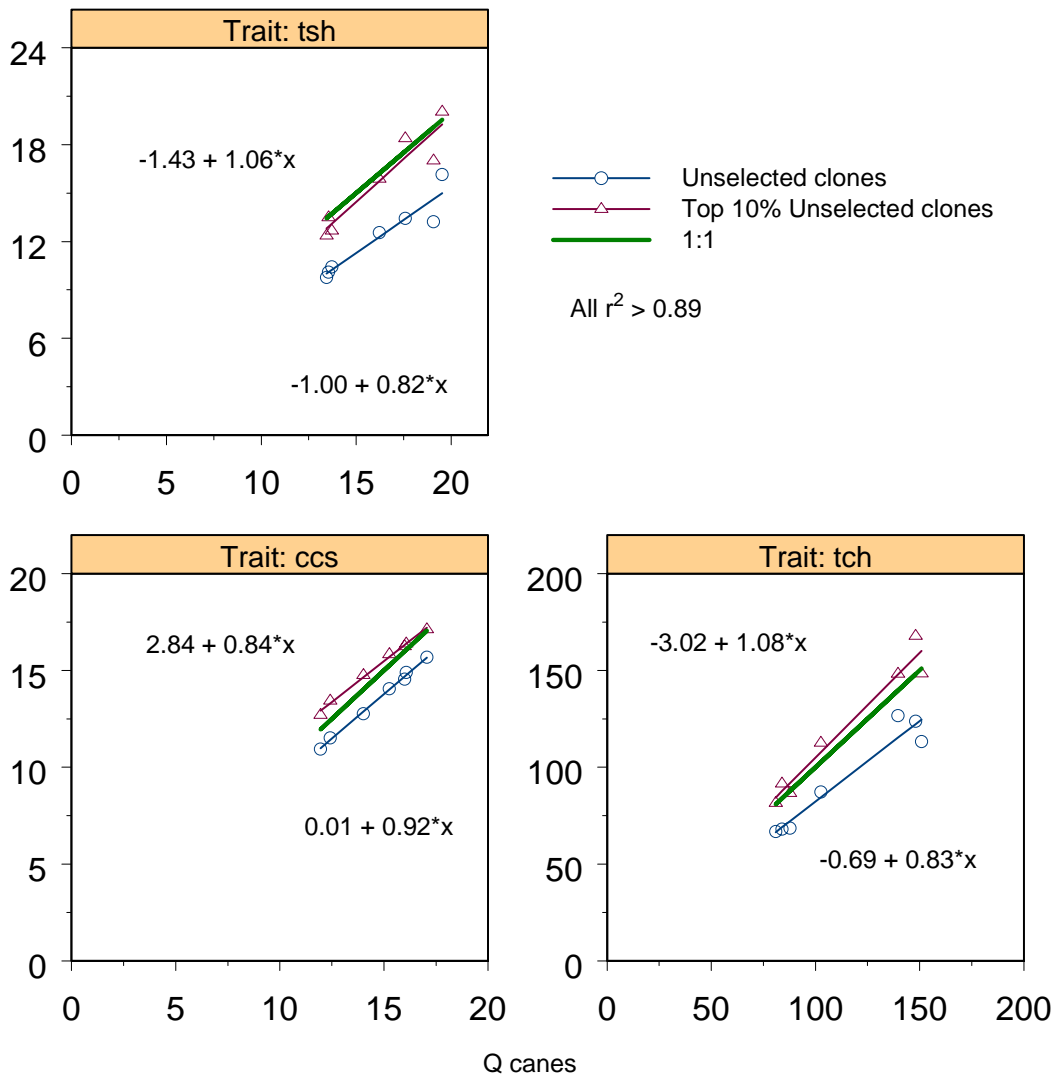 Trait: tsh
24
18
12
6
0
-1.43 + 1.06*x
-1.00 + 0.82*x
0 5 10 15 20
Unselected clones
Top 10% Unselected clones
1:1
All r² > 0.89
Trait: ccs
20
15
10
5
0
2.84 + 0.84*x
0.01 + 0.92*x
0 5 10 15 20
Trait: tch
200
150
100
50
0
-3.02 + 1.08*x
-0.69 + 0.83*x
0 50 100 150 200
Q canes